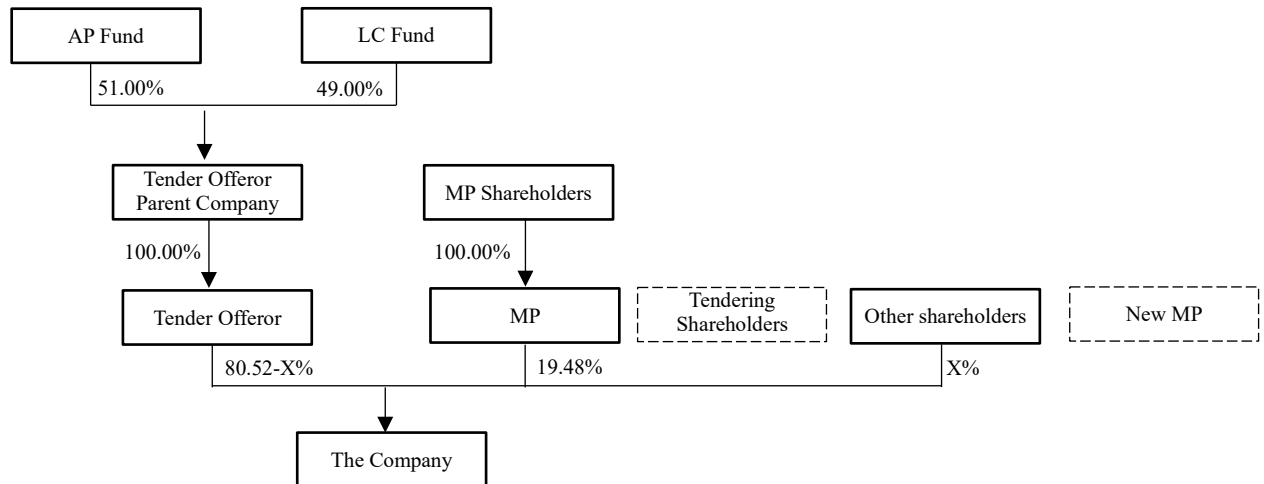 AP Fund
LC Fund
51.00%
49.00%
Tender Offeror
Parent Company
MP Shareholders
100.00%
100.00%
Tender Offeror
MP
Tendering
Shareholders
Other shareholders
New MP
80.52-X%
19.48%
X%
The Company